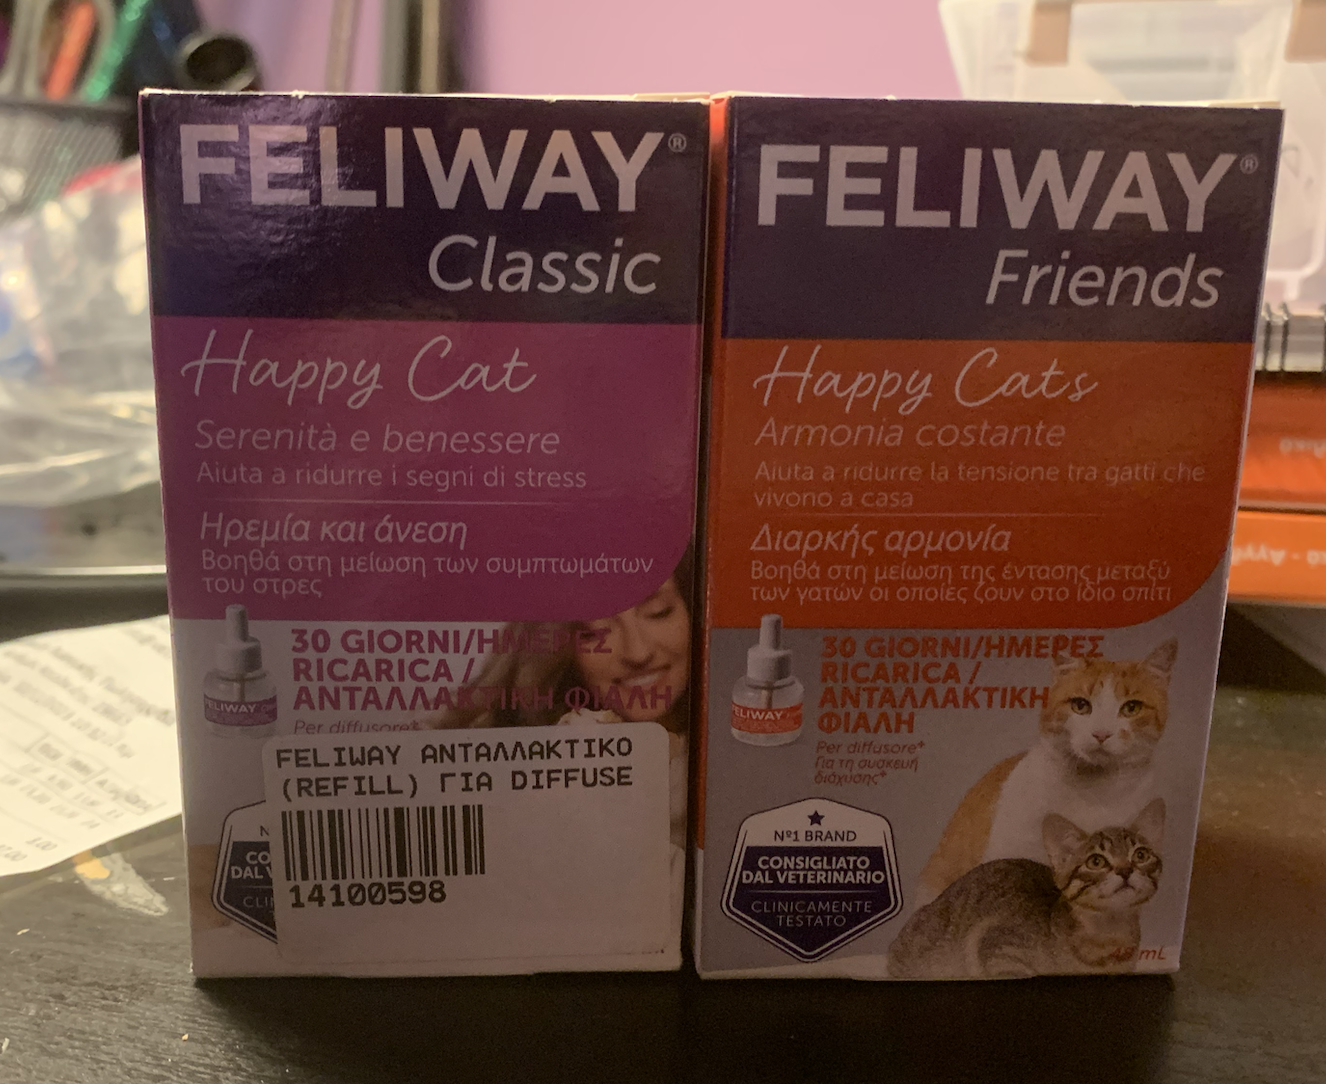 FELIWAY®
Classic
Happy Cat
Serenità e benessere
Aiuta a ridurre i segni di stress
Ηρεμία και άνεση
Βοηθά στη μείωση των συμπτωμάτων
του στρες
30 GIORNI/ΗΜΕΡΕΣ
RICARICA /
ΑΝΤΑΛΛΑΚΤΙΚΗ ΦΙΑΛΗ
Per diffusore*
FELIWAY
FELIWAY ΑΝΤΑΛΛΑΚΤΙΚΟ
(REFILL) ΓΙΑ DIFFUSE
14100598
FELIWAY®
Friends
Happy Cats
Armonia costante
Aiuta a ridurre la tensione tra gatti che
vivono a casa
Διαρκής αρμονία
Βοηθά στη μείωση της έντασης μεταξύ
των γατών οι οποίες ζουν στο ίδιο σπίτι
30 GIORNI/ΗΜΕΡΕΣ
RICARICA /
ΑΝΤΑΛΛΑΚΤΙΚΗ
ΦΙΑΛΗ
Per diffusore*
Για τη συσκευή
διάχυσης*
FELIWAY
Nº1 BRAND
CONSIGLIATO
DAL VETERINARIO
CLINICAMENTE
TESTATO
48 mL